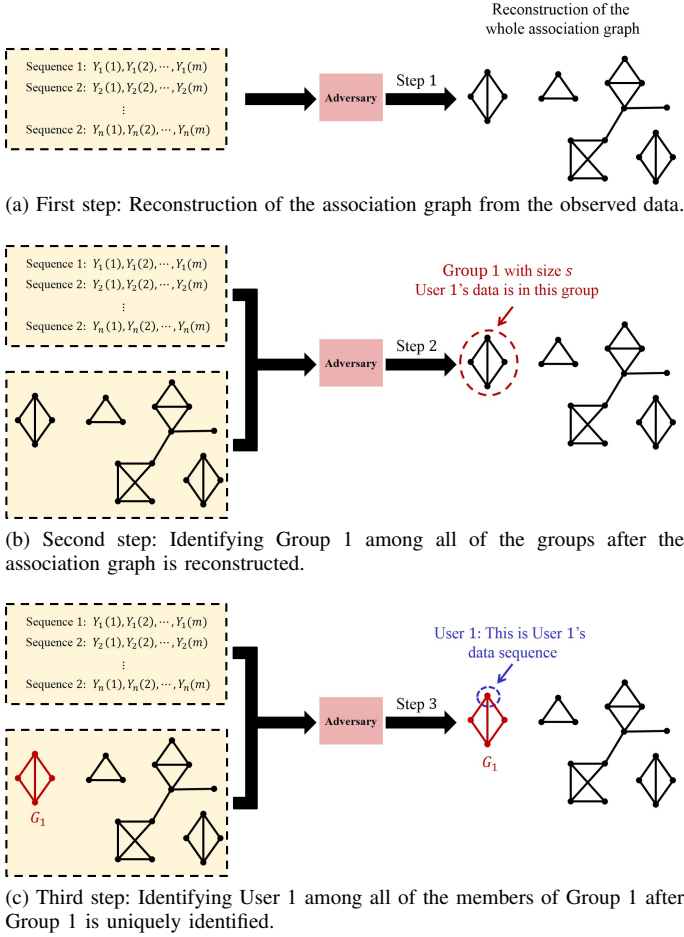 Reconstruction of the
whole association graph
Sequence 1: Y₁(1), Y₁(2), ⋯, Y₁(m)
Sequence 2: Y₂(1), Y₂(2), ⋯, Y₂(m)
⋮
Sequence 2: Yₙ(1), Yₙ(2), ⋯, Yₙ(m)
Adversary
Step 1
(a) First step: Reconstruction of the association graph from the observed data.
Sequence 1: Y₁(1), Y₁(2), ⋯, Y₁(m)
Sequence 2: Y₂(1), Y₂(2), ⋯, Y₂(m)
⋮
Sequence 2: Yₙ(1), Yₙ(2), ⋯, Yₙ(m)
Adversary
Step 2
Group 1 with size s
User 1's data is in this group
(b) Second step: Identifying Group 1 among all of the groups after the
association graph is reconstructed.
Sequence 1: Y₁(1), Y₁(2), ⋯, Y₁(m)
Sequence 2: Y₂(1), Y₂(2), ⋯, Y₂(m)
⋮
Sequence 2: Yₙ(1), Yₙ(2), ⋯, Yₙ(m)
G₁
Adversary
Step 3
User 1: This is User 1's
data sequence
G₁
(c) Third step: Identifying User 1 among all of the members of Group 1 after
Group 1 is uniquely identified.